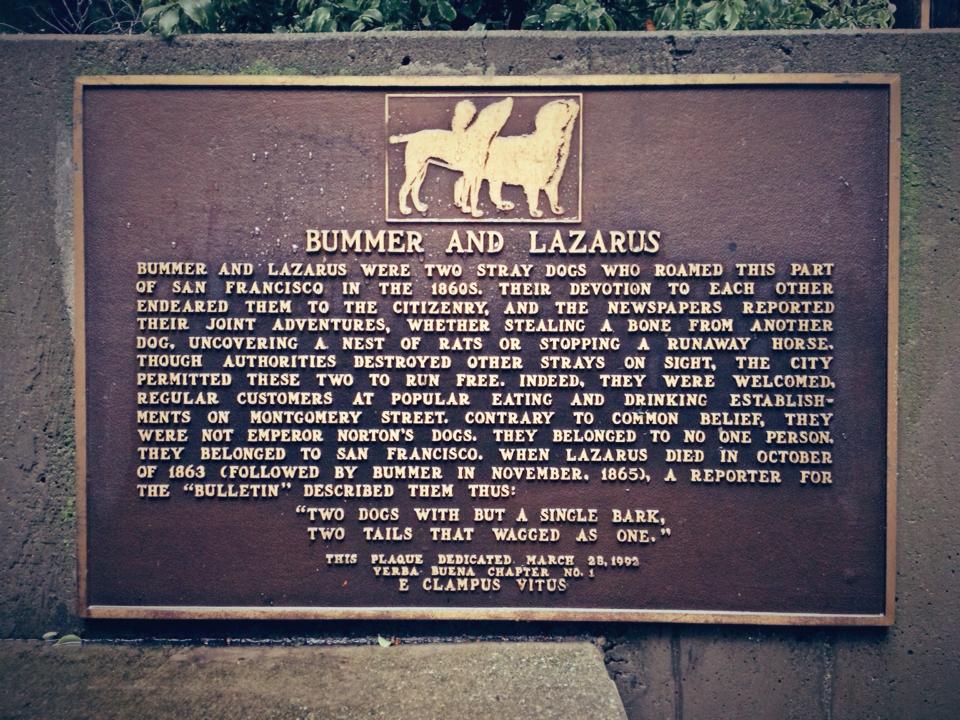 BUMMER AND LAZARUS
BUMMER AND LAZARUS WERE TWO STRAY DOGS WHO ROAMED THIS PART
OF SAN FRANCISCO IN THE 1860S. THEIR DEVOTION TO EACH OTHER
ENDEARED THEM TO THE CITIZENRY, AND THE NEWSPAPERS REPORTED
THEIR JOINT ADVENTURES, WHETHER STEALING A BONE FROM ANOTHER
DOG, UNCOVERING A NEST OF RATS OR STOPPING A RUNAWAY HORSE.
THOUGH AUTHORITIES DESTROYED OTHER STRAYS ON SIGHT, THE CITY
PERMITTED THESE TWO TO RUN FREE. INDEED, THEY WERE WELCOMED,
REGULAR CUSTOMERS AT POPULAR EATING AND DRINKING ESTABLISH-
MENTS ON MONTGOMERY STREET. CONTRARY TO COMMON BELIEF, THEY
WERE NOT EMPEROR NORTON'S DOGS. THEY BELONGED TO NO ONE PERSON.
THEY BELONGED TO SAN FRANCISCO. WHEN LAZARUS DIED IN OCTOBER
OF 1863 (FOLLOWED BY BUMMER IN NOVEMBER, 1865), A REPORTER FOR
THE "BULLETIN" DESCRIBED THEM THUS:
"TWO DOGS WITH BUT A SINGLE BARK,
TWO TAILS THAT WAGGED AS ONE."
THIS PLAQUE DEDICATED MARCH 28, 1992
YERBA BUENA CHAPTER NO. 1
E CLAMPUS VITUS